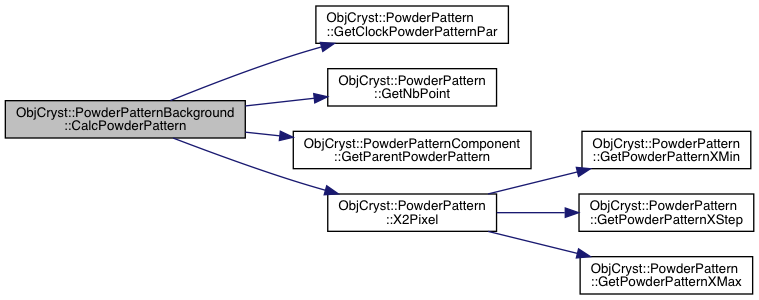 ObjCryst::PowderPatternBackground
::CalcPowderPattern
ObjCryst::PowderPattern
::GetClockPowderPatternPar
ObjCryst::PowderPattern
::GetNbPoint
ObjCryst::PowderPatternComponent
::GetParentPowderPattern
ObjCryst::PowderPattern
::X2Pixel
ObjCryst::PowderPattern
::GetPowderPatternXMin
ObjCryst::PowderPattern
::GetPowderPatternXStep
ObjCryst::PowderPattern
::GetPowderPatternXMax